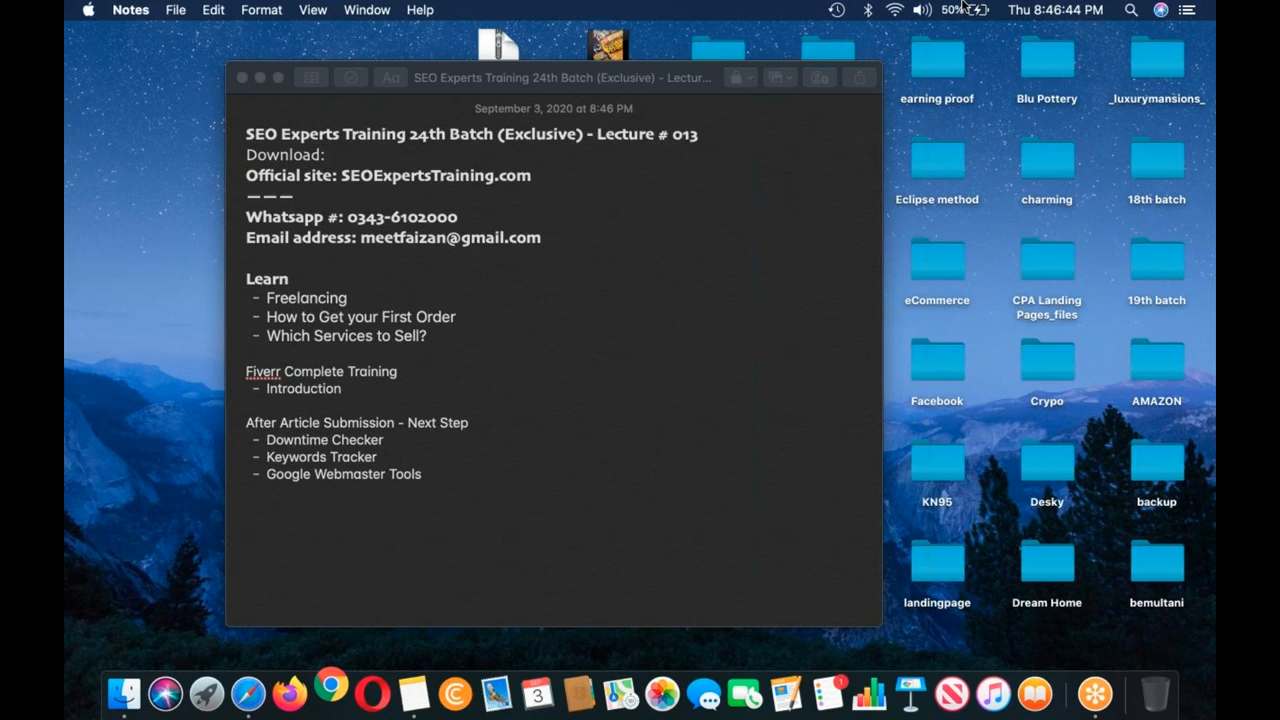 Notes File Edit Format View Window Help 50% Thu 8:46:44 PM
SEO Experts Training 24th Batch (Exclusive) - Lectur...
September 3, 2020 at 8:46 PM
SEO Experts Training 24th Batch (Exclusive) - Lecture # 013
Download:
Official site: SEOExpertsTraining.com
— — —
Whatsapp #: 0343-6102000
Email address: meetfaizan@gmail.com
Learn
- Freelancing
- How to Get your First Order
- Which Services to Sell?
Fiverr Complete Training
- Introduction
After Article Submission - Next Step
- Downtime Checker
- Keywords Tracker
- Google Webmaster Tools
earning proof Blu Pottery _luxurymansions_
Eclipse method charming 18th batch
eCommerce CPA Landing 19th batch
Pages_files
Facebook Crypo AMAZON
KN95 Desky backup
landingpage Dream Home bemultani
3
1